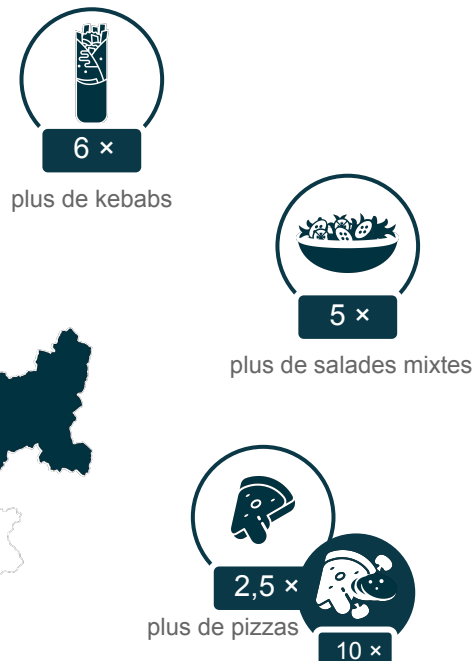 6 ×
plus de kebabs
5 ×
plus de salades mixtes
2,5 ×
plus de pizzas
10 ×